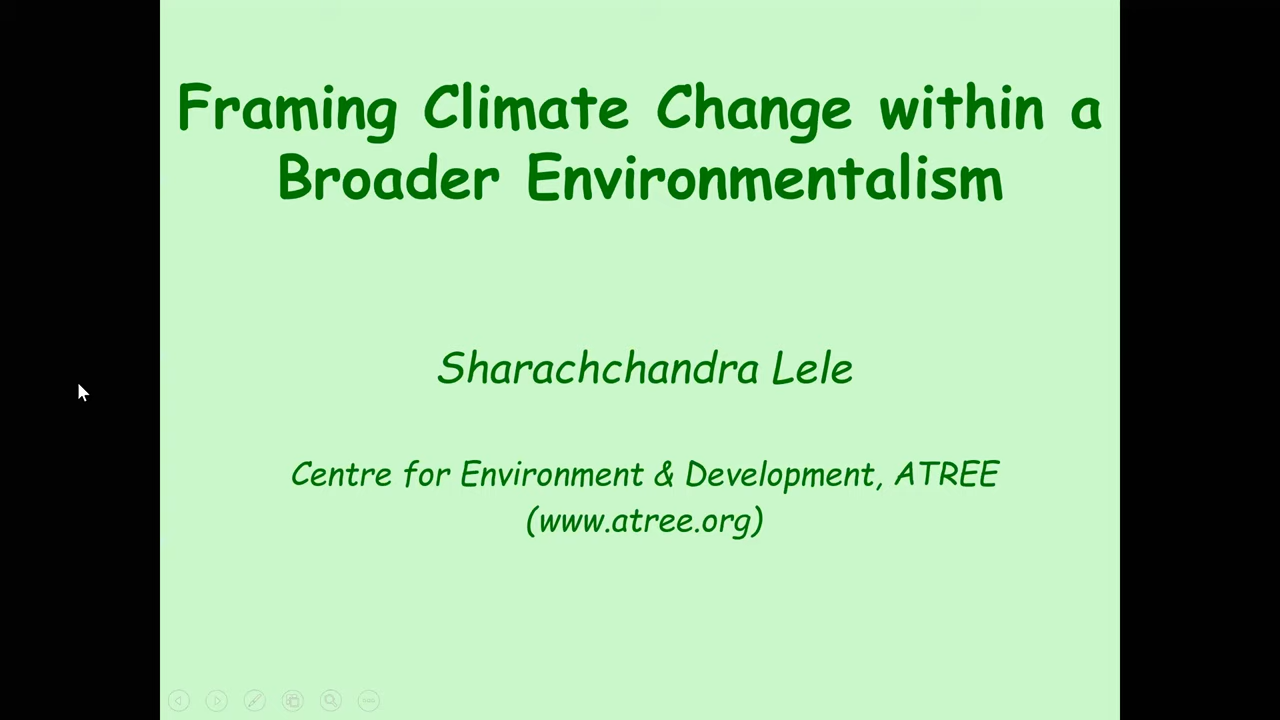 Framing Climate Change within a
Broader Environmentalism
Sharachchandra Lele
Centre for Environment & Development, ATREE
(www.atree.org)